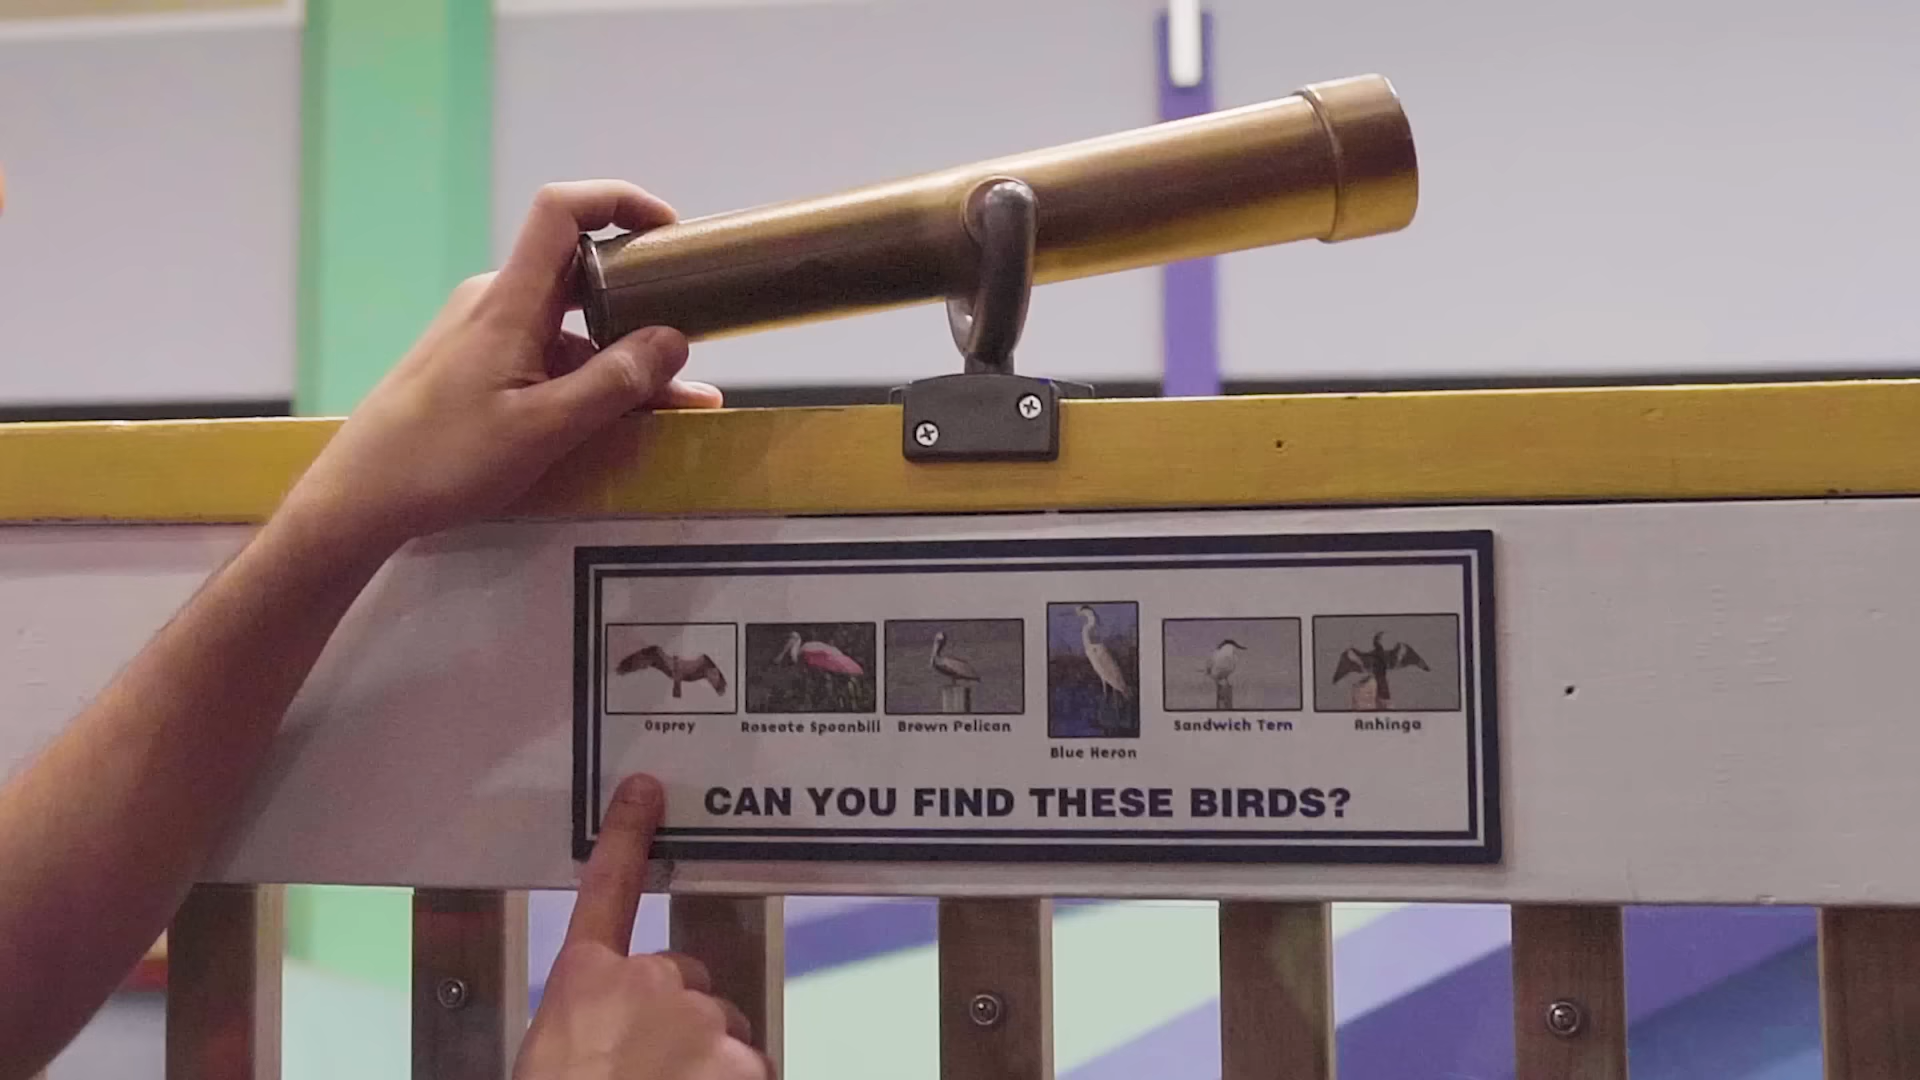 Osprey Roseate Spoonbill Brown Pelican Sandwich Tern Anhinga
Blue Heron
CAN YOU FIND THESE BIRDS?